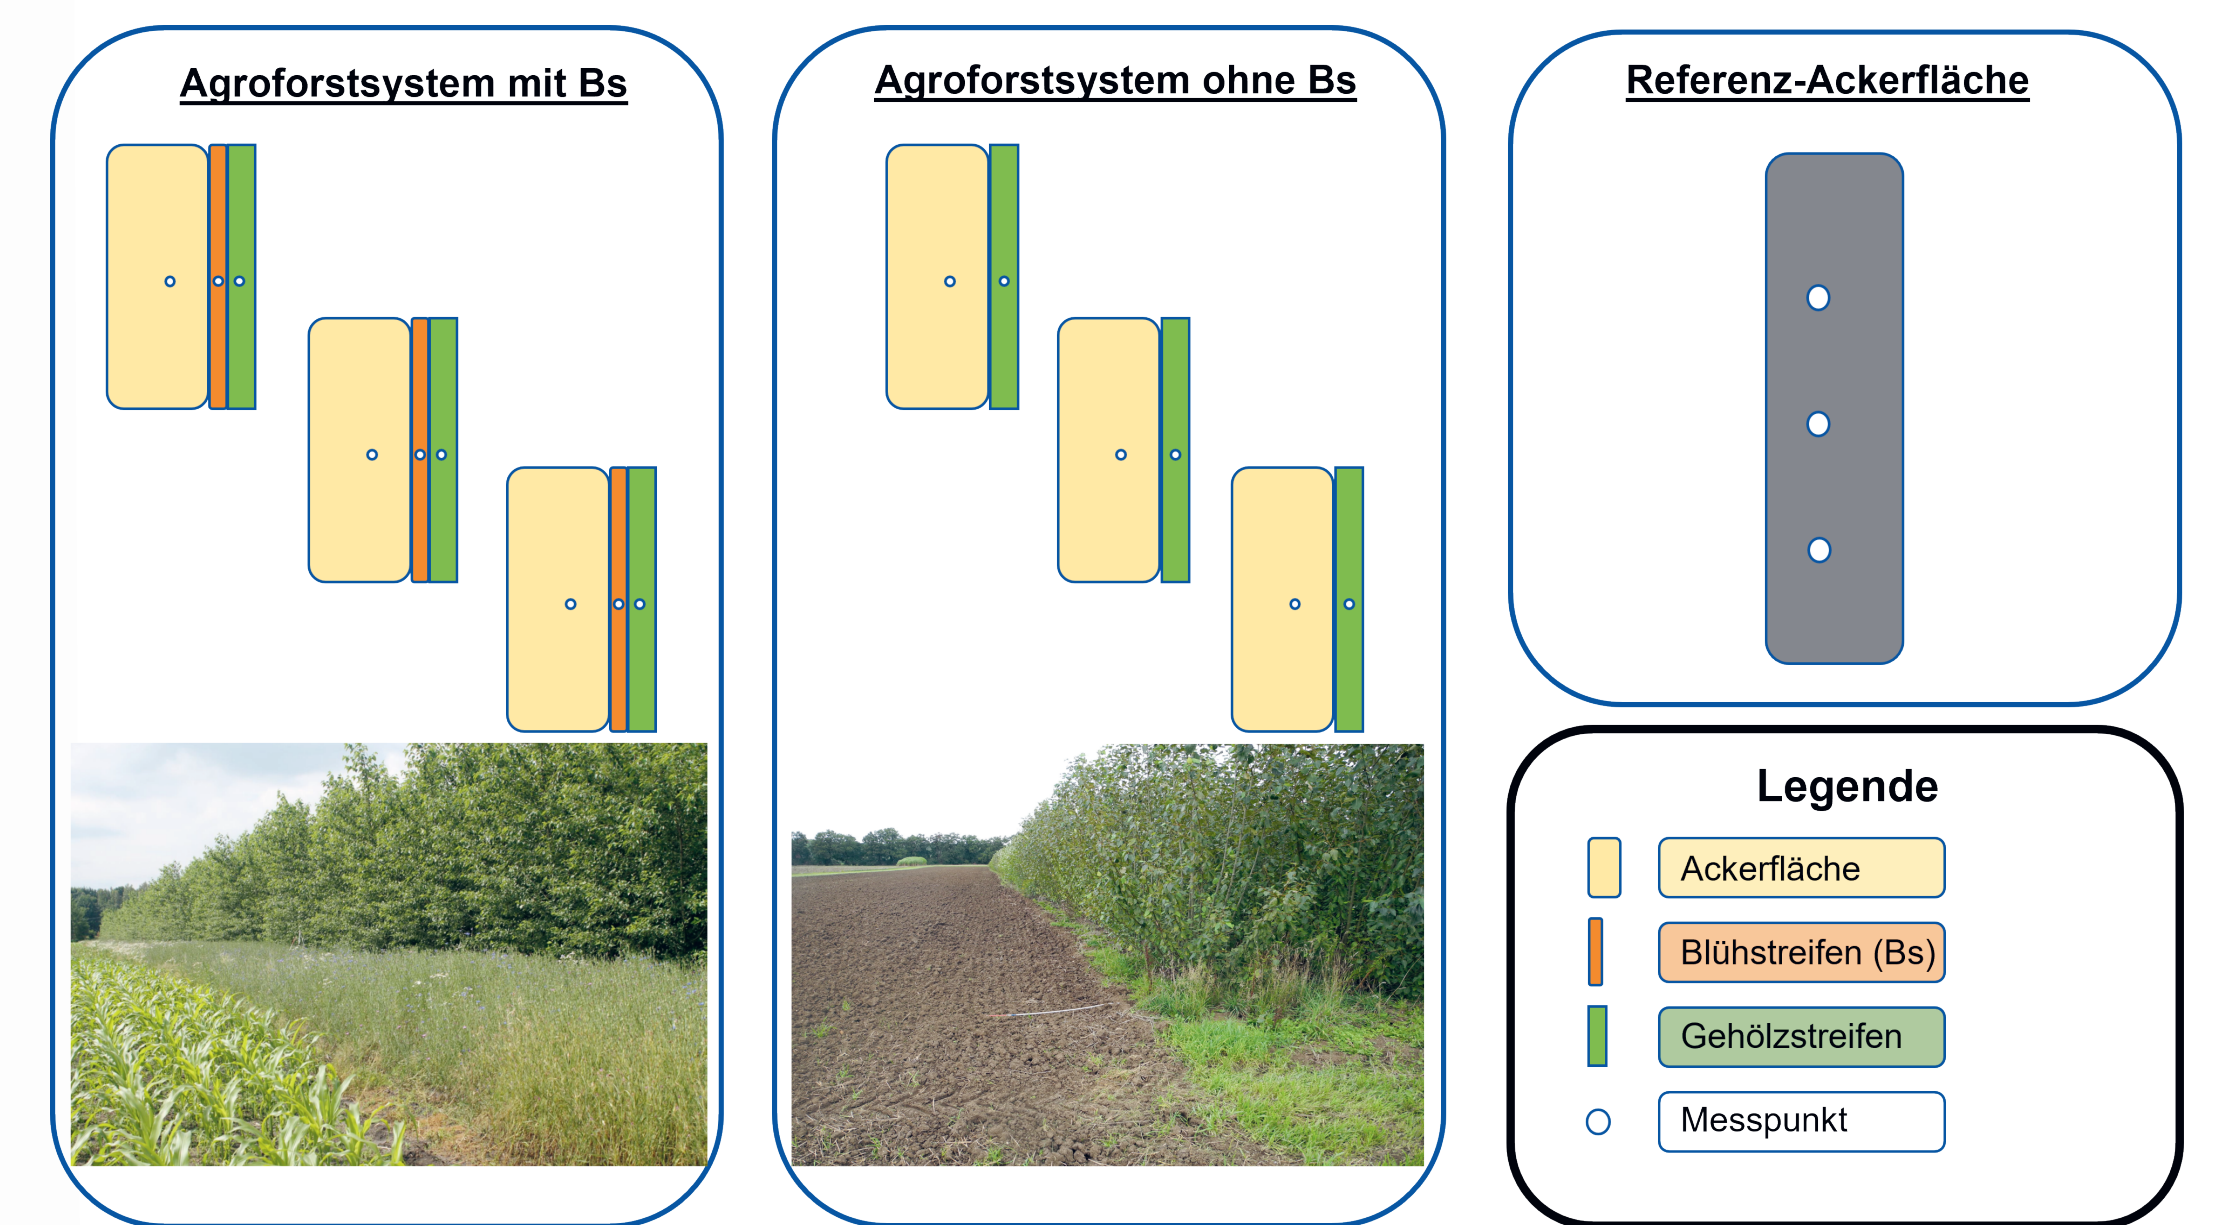 Agroforstsystem mit Bs
Agroforstsystem ohne Bs
Referenz-Ackerfläche
Legende
Ackerfläche
Blühstreifen (Bs)
Gehölzstreifen
Messpunkt